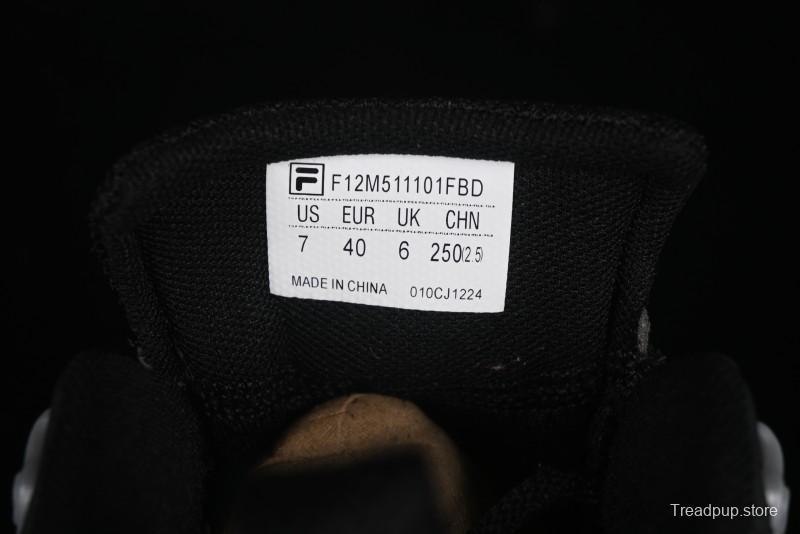 F F12M511101FBD
US EUR UK CHN
7 40 6 250(2.5)
MADE IN CHINA 010CJ1224
Treadpup.store